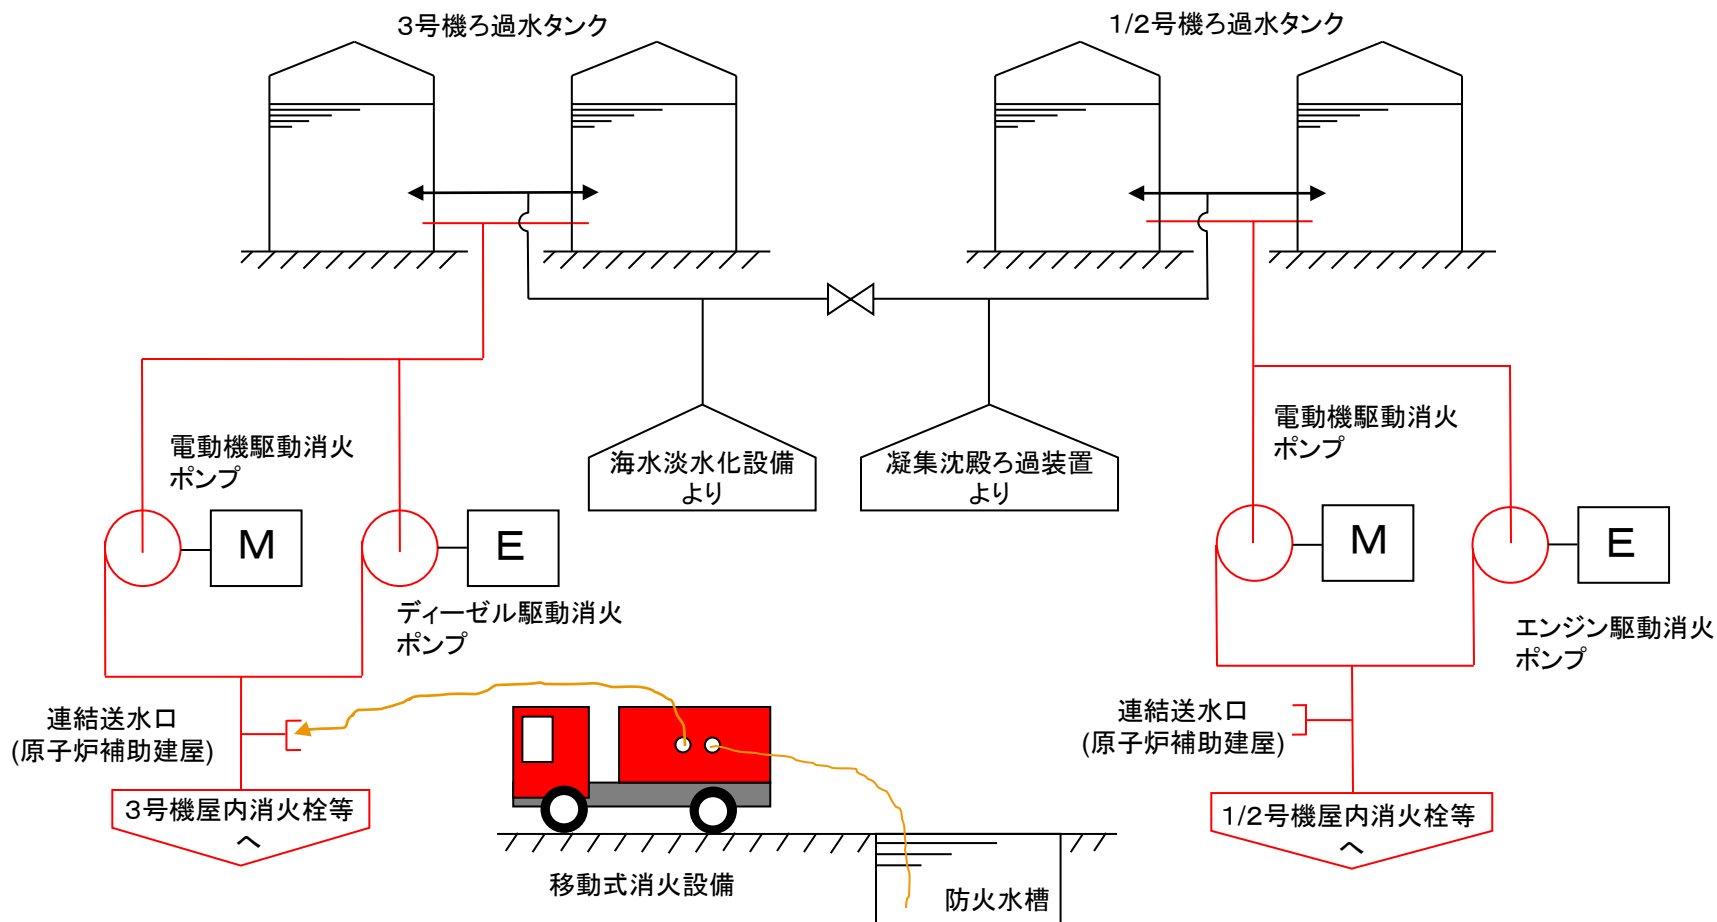 3号機ろ過水タンク
1/2号機ろ過水タンク
電動機駆動消火
ポンプ
海水淡水化設備
より
凝集沈殿ろ過装置
より
電動機駆動消火
ポンプ
M
E
M
E
ディーゼル駆動消火
ポンプ
エンジン駆動消火
ポンプ
連結送水口
(原子炉補助建屋)
連結送水口
(原子炉補助建屋)
3号機屋内消火栓等
へ
1/2号機屋内消火栓等
へ
移動式消火設備
防火水槽